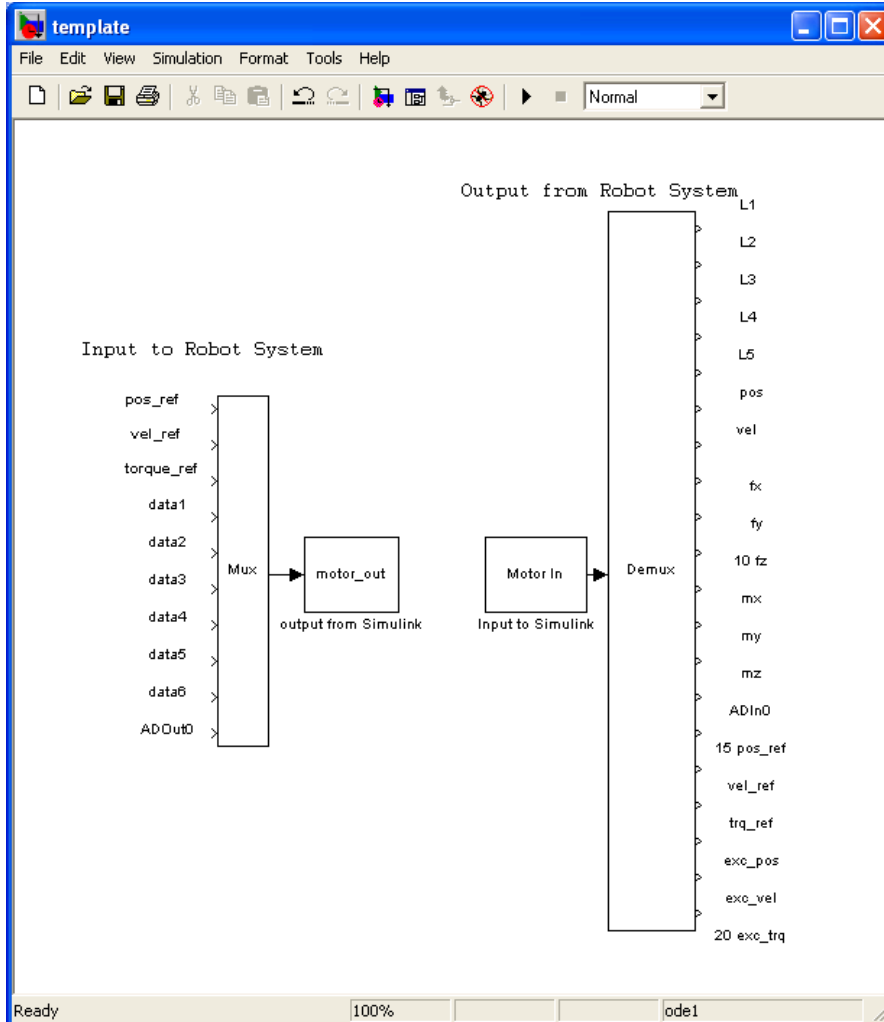 template
File Edit View Simulation Format Tools Help
Normal
Output from Robot System
L1
L2
L3
L4
L5
pos
vel
fx
fy
10 fz
mx
my
mz
ADIn0
15 pos_ref
vel_ref
trq_ref
exc_pos
exc_vel
20 exc_trq
Input to Robot System
pos_ref
vel_ref
torque_ref
data1
data2
data3
data4
data5
data6
ADOut0
Mux
motor_out
output from Simulink
Motor In
Input to Simulink
Demux
Ready 100% ode1